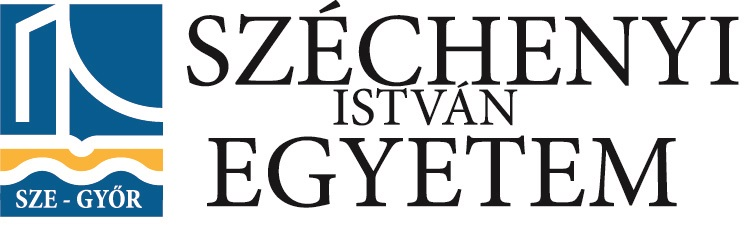 SZÉCHENYI
ISTVÁN
EGYETEM
SZE - GYŐR